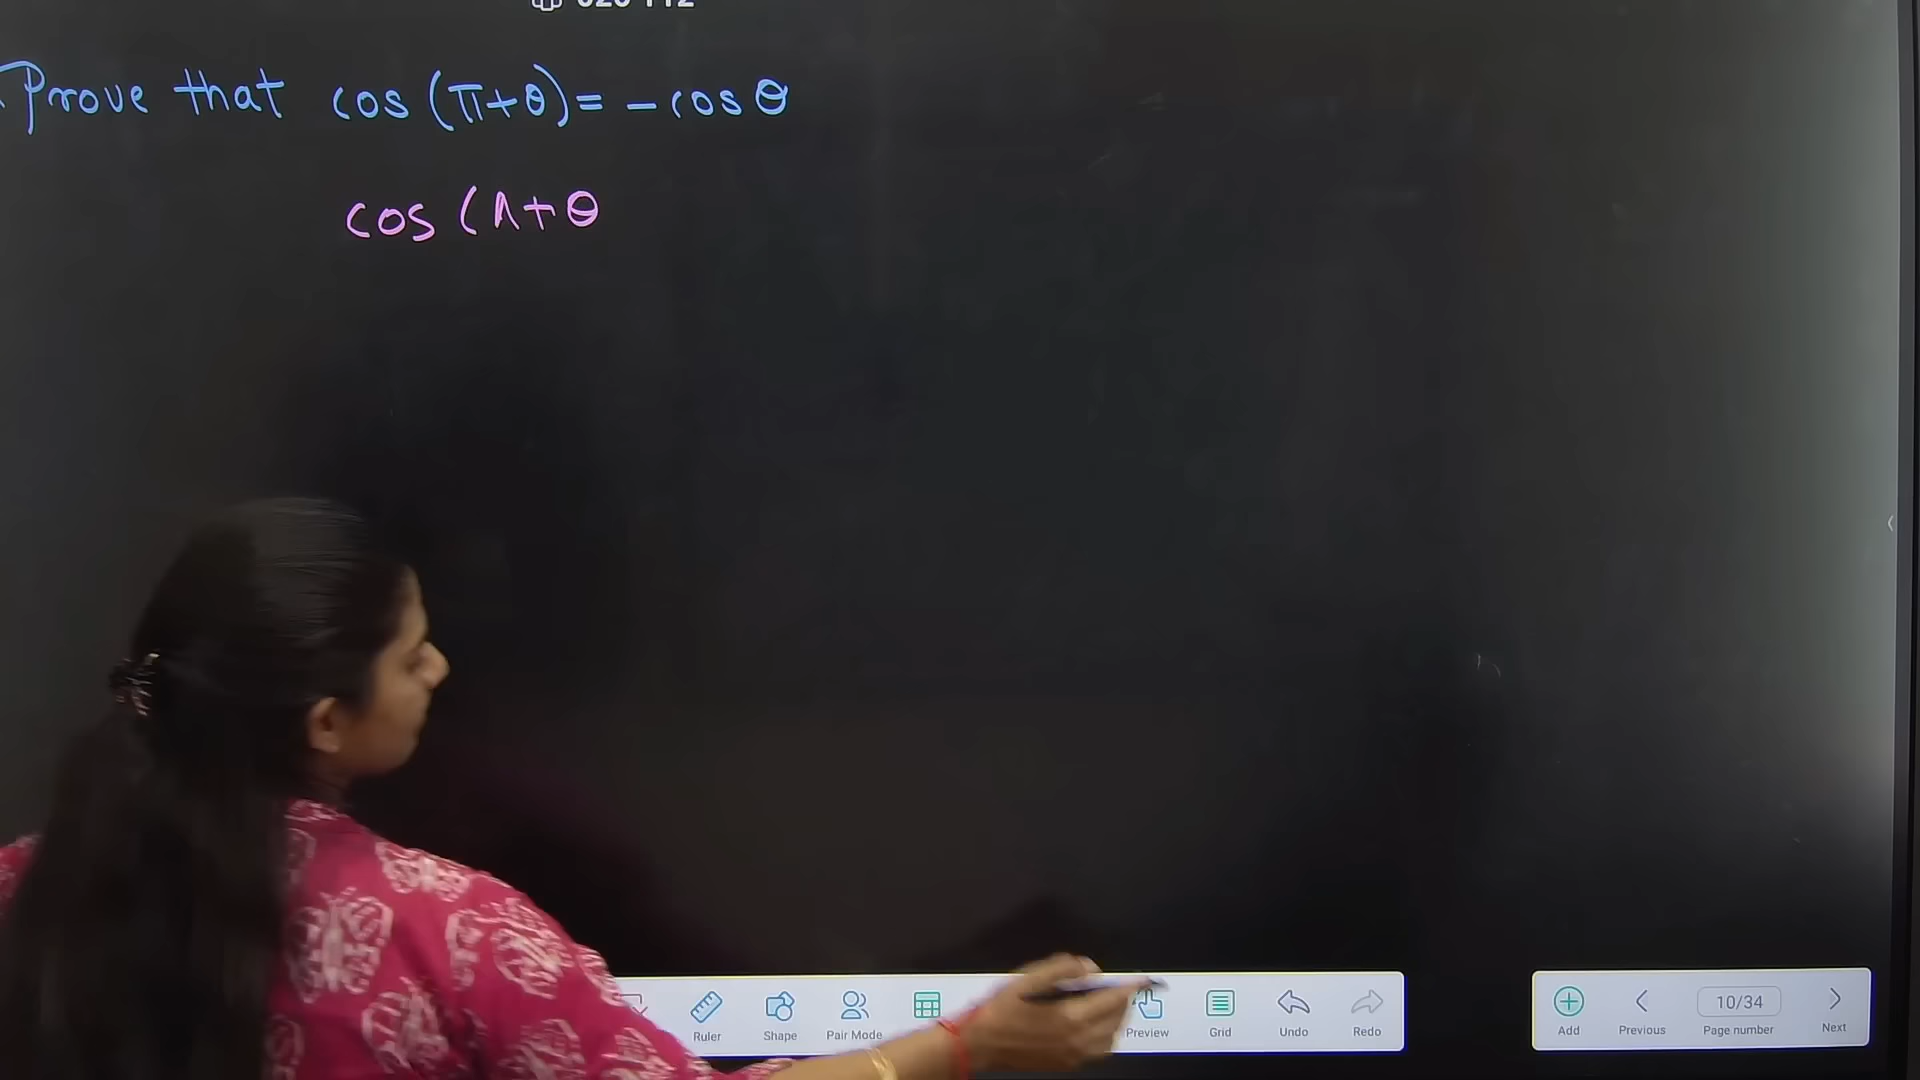 Prove that cos (π+θ) = - cos θ
cos (π+θ
Ruler
Shape
Pair Mode
Preview
Grid
Undo
Redo
Add
Previous
10/34
Page number
Next